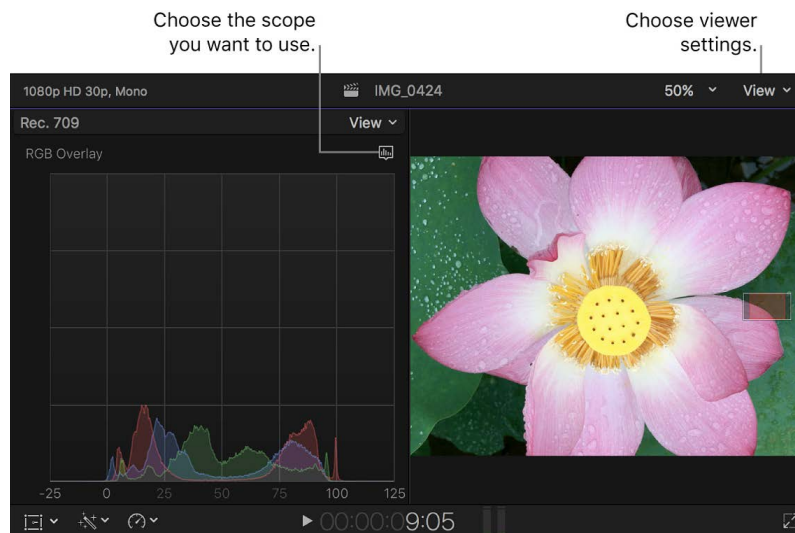 Choose the scope
you want to use.
Choose viewer
settings.
1080p HD 30p, Mono
IMG_0424
50%
View
Rec. 709
View
RGB Overlay
-25 0 25 50 75 100 125
00:00:09:05